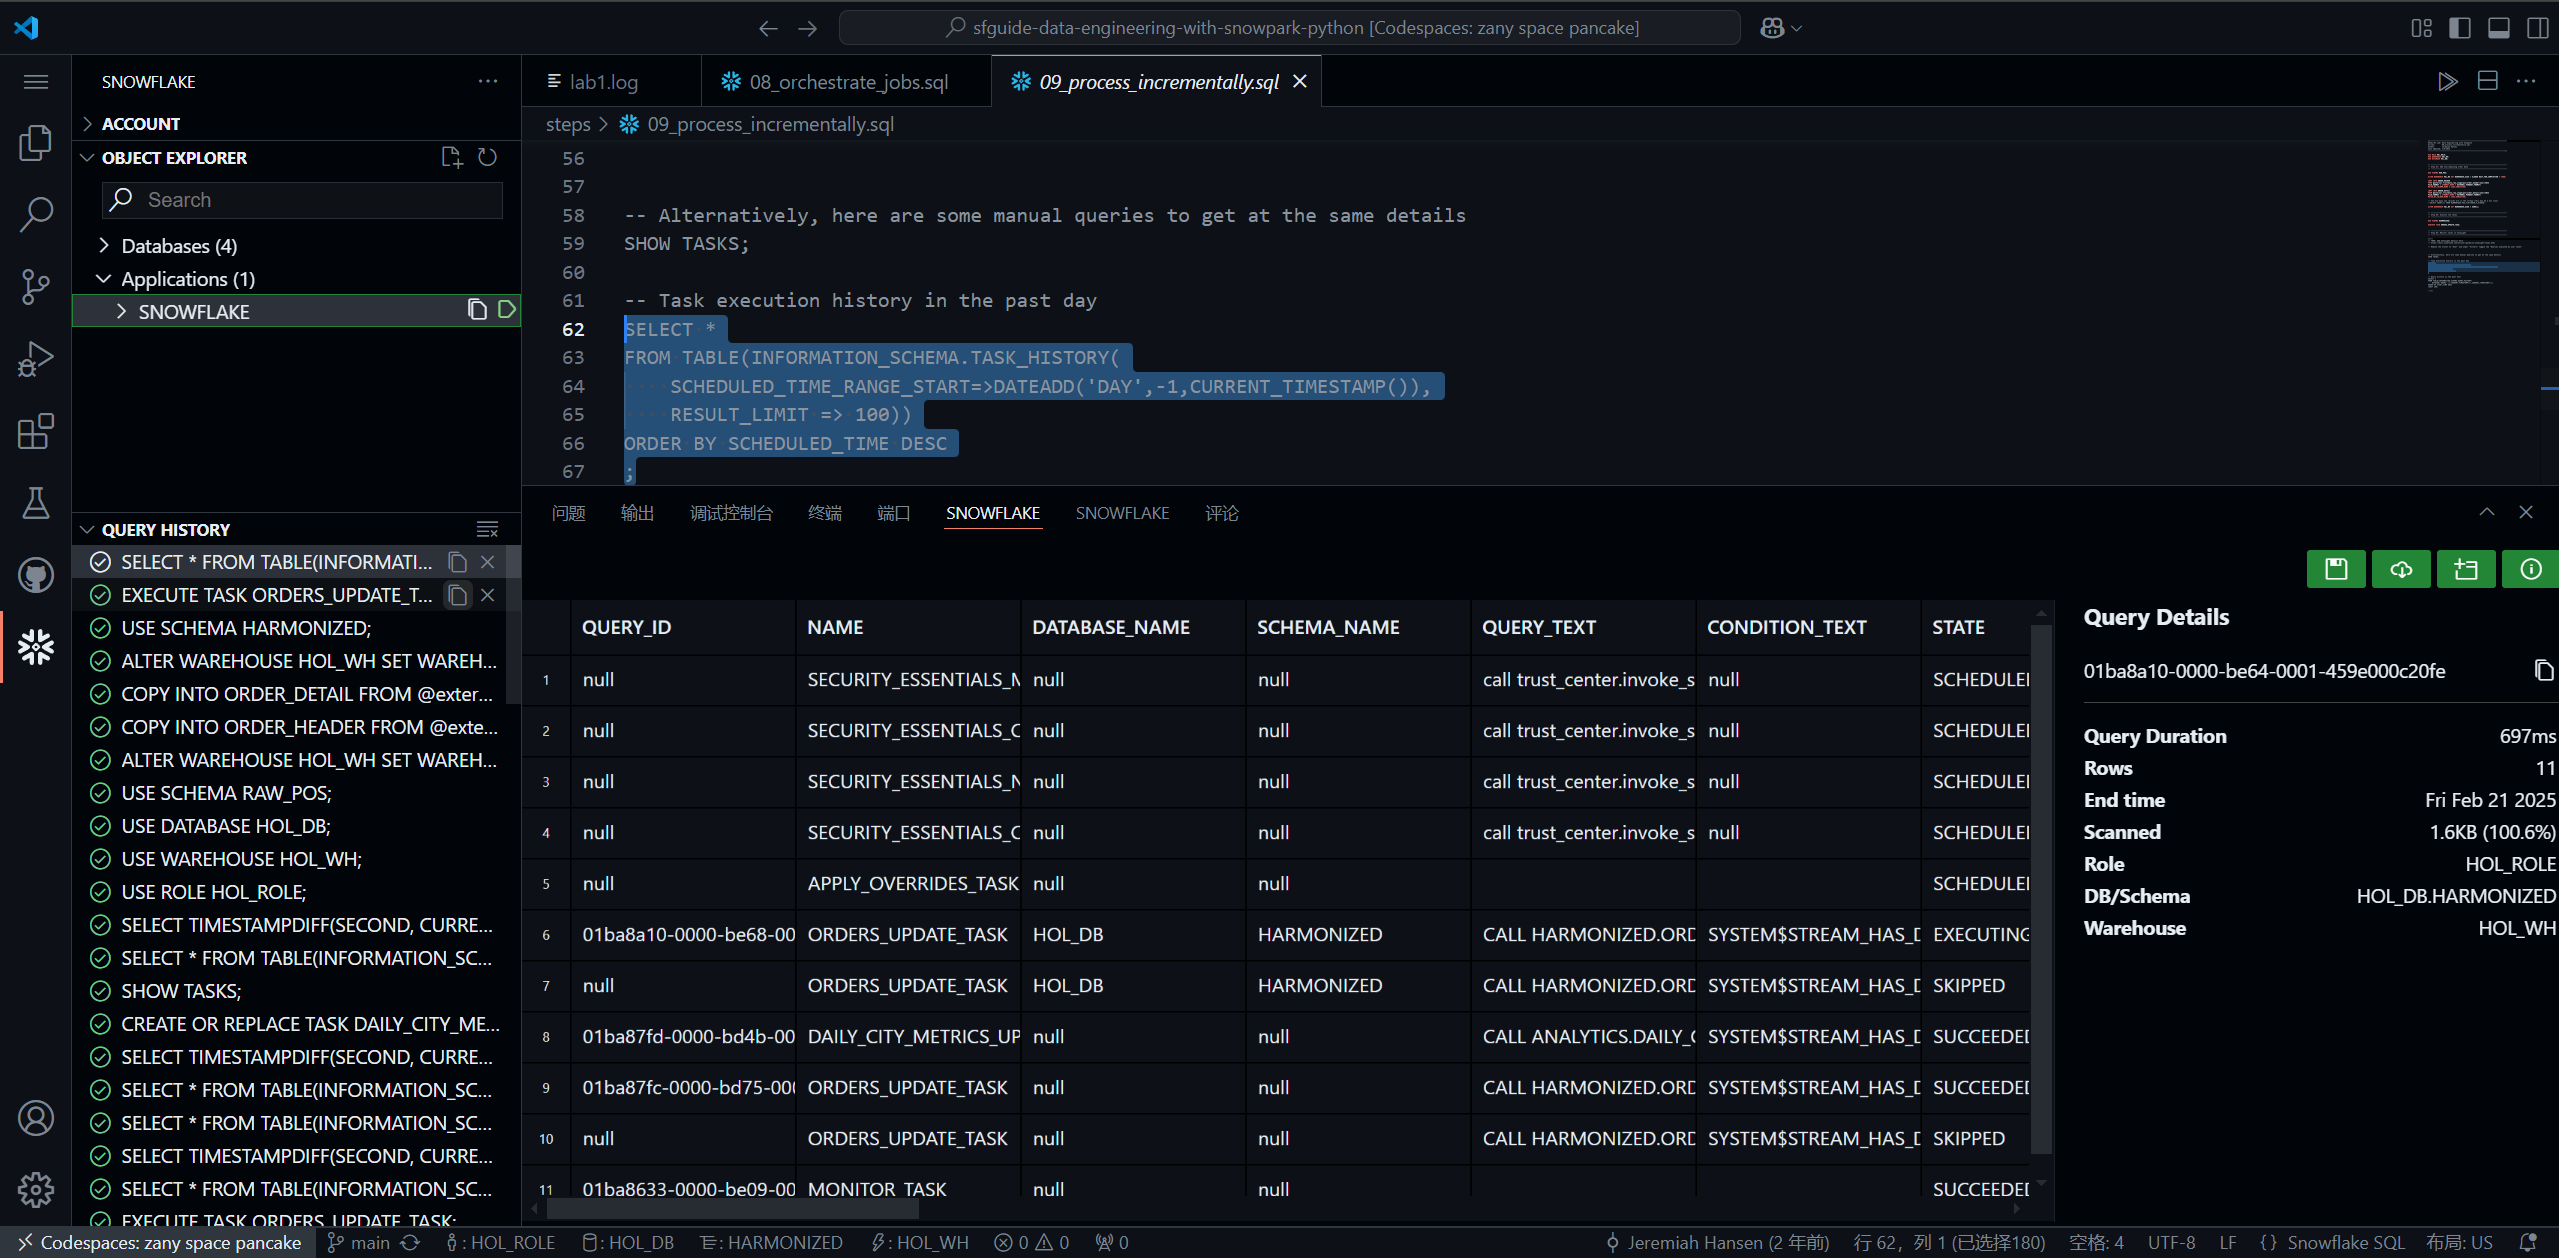 sfguide-data-engineering-with-snowpark-python [Codespaces: zany space pancake]
SNOWFLAKE
ACCOUNT
OBJECT EXPLORER
Search
Databases (4)
Applications (1)
SNOWFLAKE
QUERY HISTORY
SELECT * FROM TABLE(INFORMATI...
EXECUTE TASK ORDERS_UPDATE_T...
USE SCHEMA HARMONIZED;
ALTER WAREHOUSE HOL_WH SET WAREH...
COPY INTO ORDER_DETAIL FROM @exter...
COPY INTO ORDER_HEADER FROM @exte...
ALTER WAREHOUSE HOL_WH SET WAREH...
USE SCHEMA RAW_POS;
USE DATABASE HOL_DB;
USE WAREHOUSE HOL_WH;
USE ROLE HOL_ROLE;
SELECT TIMESTAMPDIFF(SECOND, CURRE...
SELECT * FROM TABLE(INFORMATION_SC...
SHOW TASKS;
CREATE OR REPLACE TASK DAILY_CITY_ME...
SELECT TIMESTAMPDIFF(SECOND, CURRE...
SELECT * FROM TABLE(INFORMATION_SC...
SELECT * FROM TABLE(INFORMATION_SC...
SELECT TIMESTAMPDIFF(SECOND, CURRE...
SELECT * FROM TABLE(INFORMATION_SC...
EXECUTE TASK ORDERS_UPDATE_TASK;
lab1.log 08_orchestrate_jobs.sql 09_process_incrementally.sql
steps > 09_process_incrementally.sql
56
57
58 -- Alternatively, here are some manual queries to get at the same details
59 SHOW TASKS;
60
61 -- Task execution history in the past day
62 SELECT *
63 FROM TABLE(INFORMATION_SCHEMA.TASK_HISTORY(
64 SCHEDULED_TIME_RANGE_START=>DATEADD('DAY',-1,CURRENT_TIMESTAMP()),
65 RESULT_LIMIT => 100))
66 ORDER BY SCHEDULED_TIME DESC
67 ;
问题 输出 调试控制台 终端 端口 SNOWFLAKE SNOWFLAKE 评论
QUERY_ID NAME DATABASE_NAME SCHEMA_NAME QUERY_TEXT CONDITION_TEXT STATE
1 null SECURITY_ESSENTIALS_N null null call trust_center.invoke_s null SCHEDULE
2 null SECURITY_ESSENTIALS_C null null call trust_center.invoke_s null SCHEDULE
3 null SECURITY_ESSENTIALS_N null null call trust_center.invoke_s null SCHEDULE
4 null SECURITY_ESSENTIALS_C null null call trust_center.invoke_s null SCHEDULE
5 null APPLY_OVERRIDES_TASK null null SCHEDULE
6 01ba8a10-0000-be68-00 ORDERS_UPDATE_TASK HOL_DB HARMONIZED CALL HARMONIZED.ORD SYSTEM$STREAM_HAS_D EXECUTING
7 null ORDERS_UPDATE_TASK HOL_DB HARMONIZED CALL HARMONIZED.ORD SYSTEM$STREAM_HAS_D SKIPPED
8 01ba87fd-0000-bd4b-00 DAILY_CITY_METRICS_UP null null CALL ANALYTICS.DAILY_C SYSTEM$STREAM_HAS_D SUCCEEDED
9 01ba87fc-0000-bd75-00 ORDERS_UPDATE_TASK null null CALL HARMONIZED.ORD SYSTEM$STREAM_HAS_D SUCCEEDED
10 null ORDERS_UPDATE_TASK null null CALL HARMONIZED.ORD SYSTEM$STREAM_HAS_D SKIPPED
11 01ba8633-0000-be09-00 MONITOR_TASK null null SUCCEEDED
Query Details
01ba8a10-0000-be64-0001-459e000c20fe
Query Duration 697ms
Rows 11
End time Fri Feb 21 2025
Scanned 1.6KB (100.6%)
Role HOL_ROLE
DB/Schema HOL_DB.HARMONIZED
Warehouse HOL_WH
Codespaces: zany space pancake main : HOL_ROLE : HOL_DB : HARMONIZED : HOL_WH 0 0 0 Jeremiah Hansen (2 年前) 行 62，列 1 (已选择180) 空格: 4 UTF-8 LF {} Snowflake SQL 布局: US